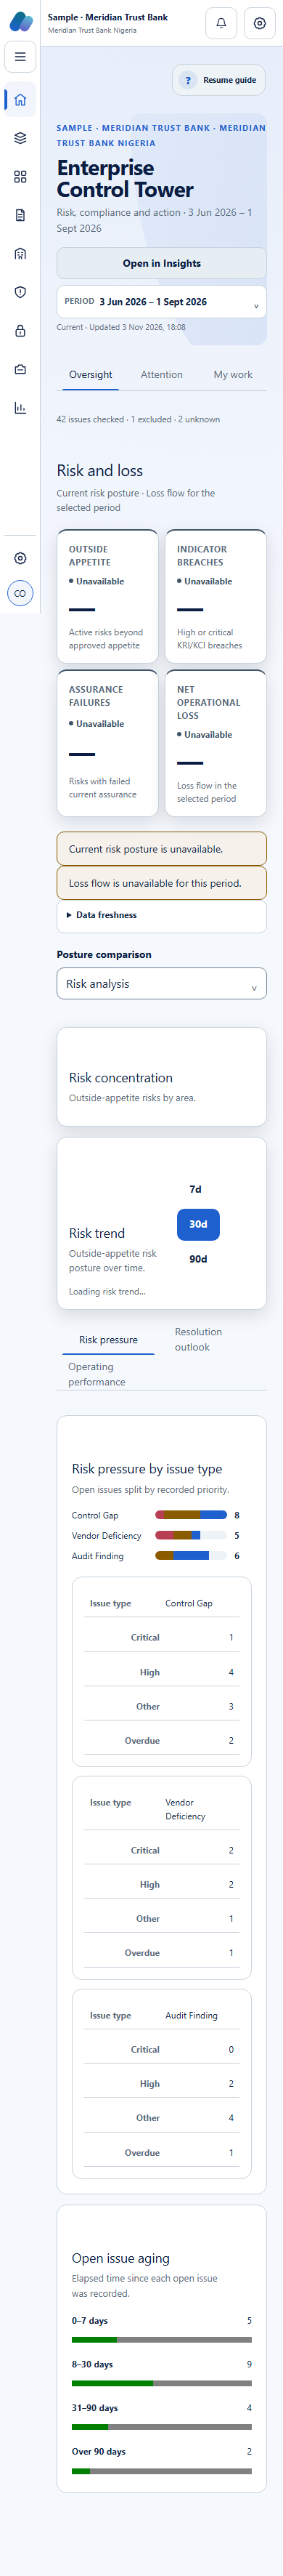 Sample · Meridian Trust Bank
Meridian Trust Bank Nigeria
? Resume guide
SAMPLE · MERIDIAN TRUST BANK · MERIDIAN
TRUST BANK NIGERIA
Enterprise
Control Tower
Risk, compliance and action · 3 Jun 2026 – 1
Sept 2026
Open in Insights
PERIOD 3 Jun 2026 – 1 Sept 2026
Current · Updated 3 Nov 2026, 18:08
Oversight Attention My work
42 issues checked · 1 excluded · 2 unknown
Risk and loss
Current risk posture · Loss flow for the
selected period
OUTSIDE
APPETITE
Unavailable
—
Active risks beyond
approved appetite
INDICATOR
BREACHES
Unavailable
—
High or critical
KRI/KCI breaches
ASSURANCE
FAILURES
Unavailable
—
Risks with failed
current assurance
NET
OPERATIONAL
LOSS
Unavailable
—
Loss flow in the
selected period
CO
Current risk posture is unavailable.
Loss flow is unavailable for this period.
Data freshness
Posture comparison
Risk analysis
Risk concentration
Outside-appetite risks by area.
Risk trend
Outside-appetite risk
posture over time.
7d
30d
90d
Loading risk trend...
Risk pressure
Resolution
outlook
Operating
performance
Risk pressure by issue type
Open issues split by recorded priority.
Control Gap 8
Vendor Deficiency 5
Audit Finding 6
Issue type Control Gap
Critical 1
High 4
Other 3
Overdue 2
Issue type Vendor
Deficiency
Critical 2
High 2
Other 1
Overdue 1
Issue type Audit Finding
Critical 0
High 2
Other 4
Overdue 1
Open issue aging
Elapsed time since each open issue
was recorded.
0–7 days 5
8–30 days 9
31–90 days 4
Over 90 days 2